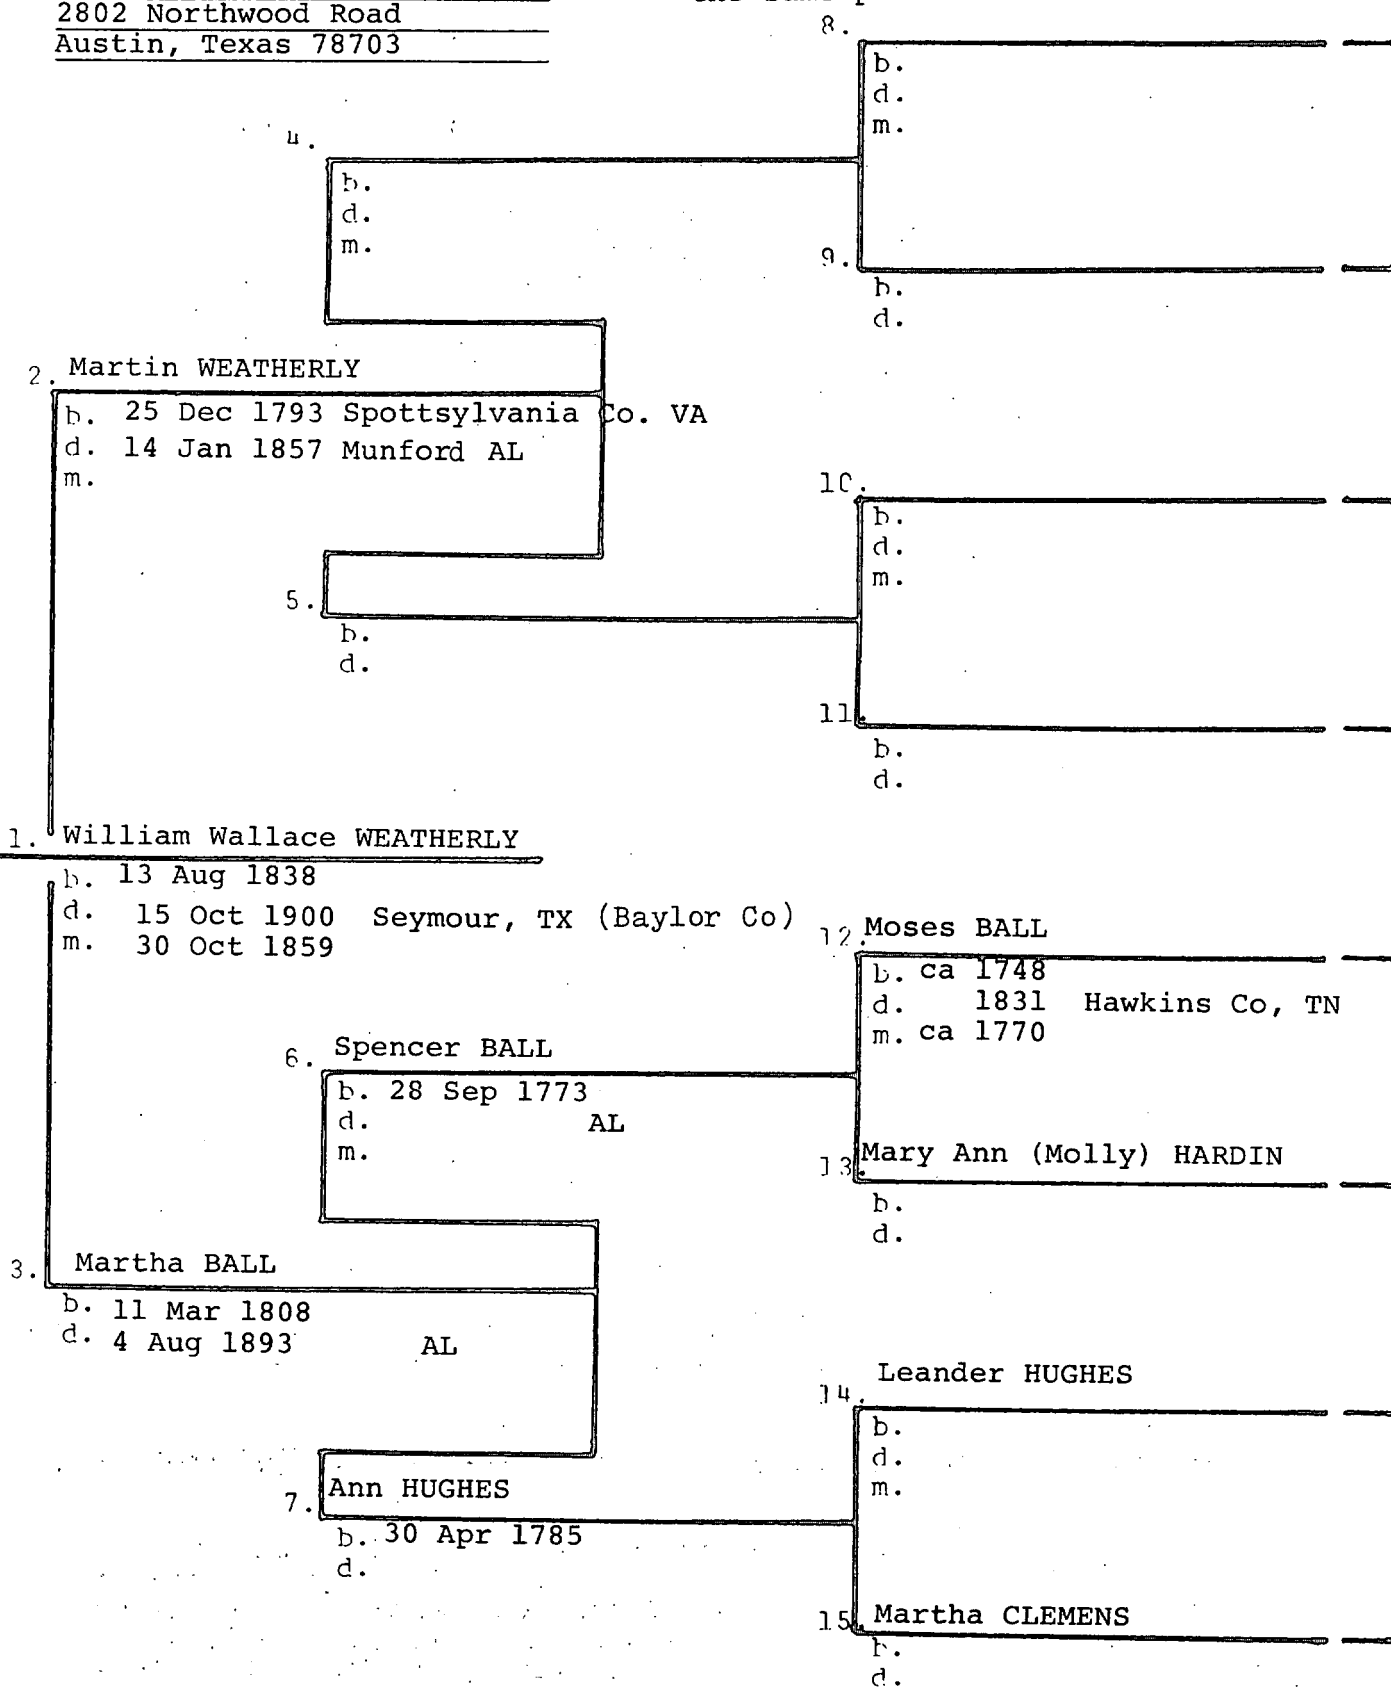 2802 Northwood Road
Austin, Texas 78703
8.
b.
d.
m.
4.
b.
d.
m.
9.
b.
d.
2. Martin WEATHERLY
b. 25 Dec 1793 Spottsylvania Co. VA
d. 14 Jan 1857 Munford AL
m.
10.
b.
d.
m.
5.
b.
d.
11.
b.
d.
1. William Wallace WEATHERLY
b. 13 Aug 1838
d. 15 Oct 1900 Seymour, TX (Baylor Co)
m. 30 Oct 1859
12. Moses BALL
b. ca 1748
d. 1831 Hawkins Co, TN
m. ca 1770
6. Spencer BALL
b. 28 Sep 1773
d. AL
m.
13. Mary Ann (Molly) HARDIN
b.
d.
3. Martha BALL
b. 11 Mar 1808
d. 4 Aug 1893 AL
14. Leander HUGHES
b.
d.
m.
7. Ann HUGHES
b. 30 Apr 1785
d.
15. Martha CLEMENS
b.
d.